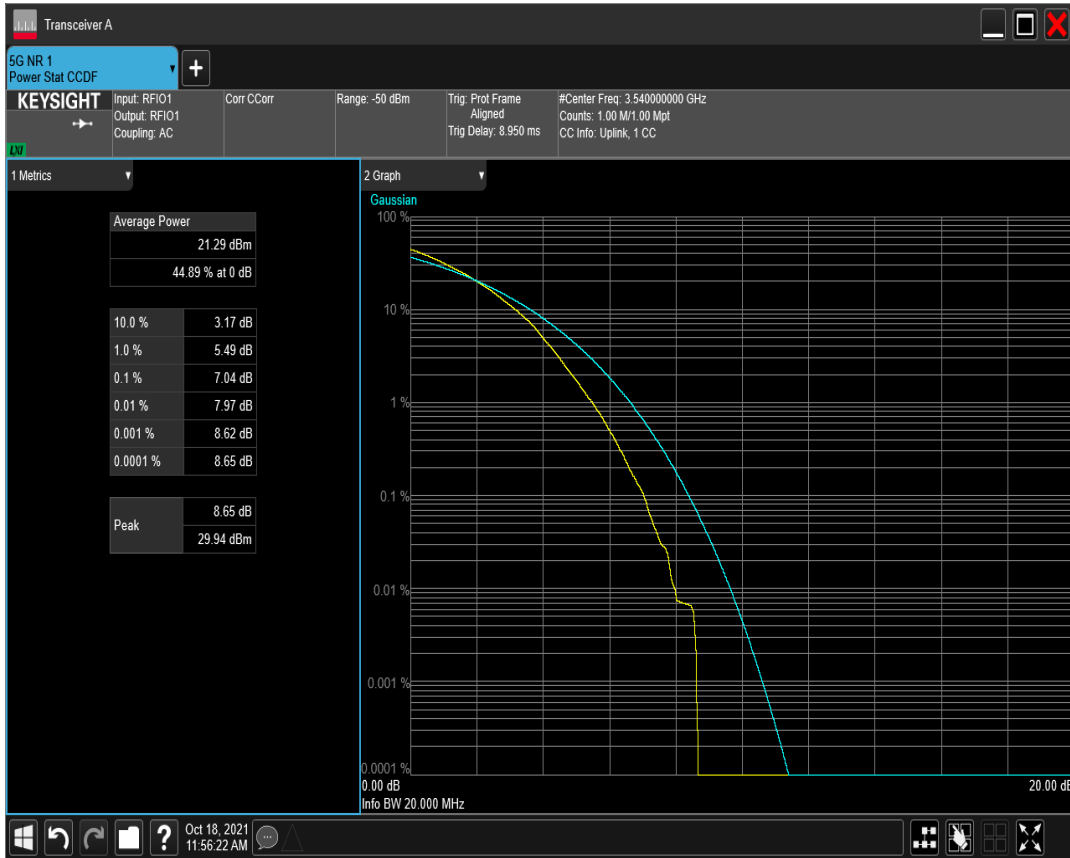 Transceiver A
5G NR 1
Power Stat CCDF
KEYSIGHT
LXI
Input: RFIO1
Output: RFIO1
Coupling: AC
Corr CCorr
Range: -50 dBm
Trig: Prot Frame
Aligned
Trig Delay: 8.950 ms
#Center Freq: 3.540000000 GHz
Counts: 1.00 M/1.00 Mpt
CC Info: Uplink, 1 CC
1 Metrics
Average Power
21.29 dBm
44.89 % at 0 dB
10.0 % 3.17 dB
1.0 % 5.49 dB
0.1 % 7.04 dB
0.01 % 7.97 dB
0.001 % 8.62 dB
0.0001 % 8.65 dB
Peak 8.65 dB
29.94 dBm
2 Graph
Gaussian
100 %
10 %
1 %
0.1 %
0.01 %
0.001 %
0.0001 %
0.00 dB 20.00 dB
Info BW 20.000 MHz
? Oct 18, 2021
11:56:22 AM